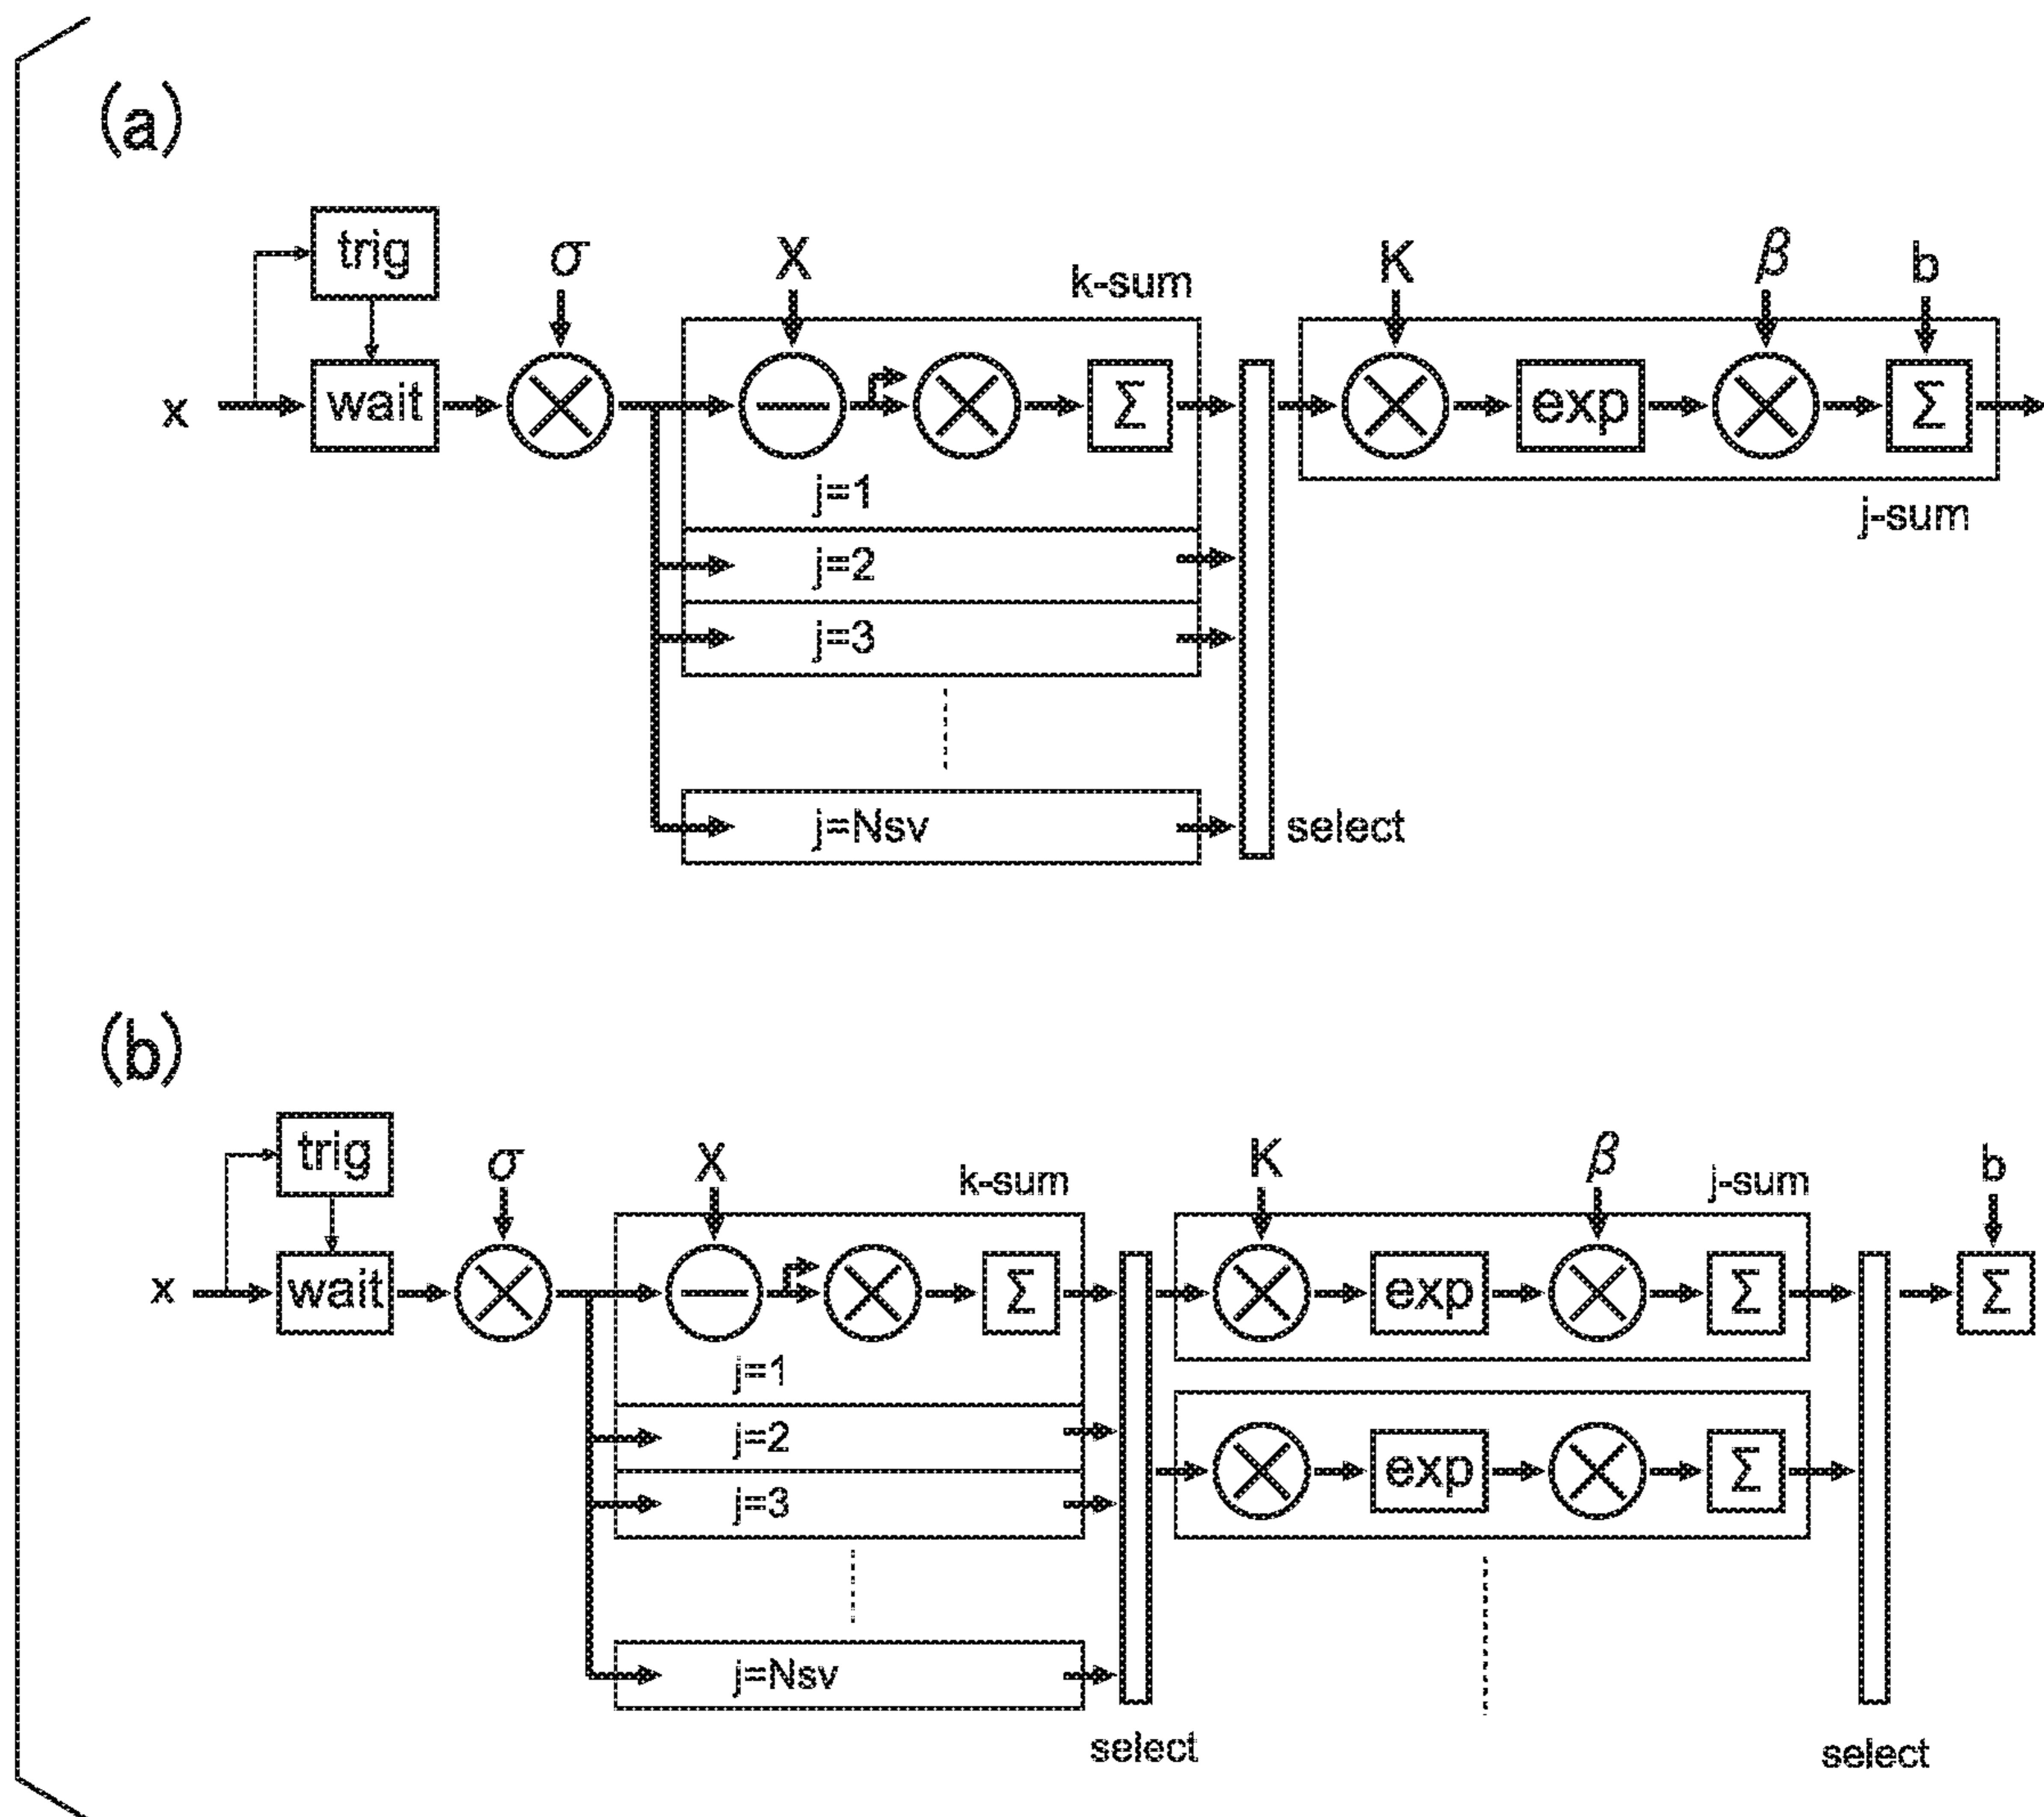 (a)
trig
σ
X
k-sum
K
β
b
x
wait
Σ
exp
Σ
j=1
j-sum
j=2
j=3
j=Nsv
select
(b)
trig
σ
X
k-sum
K
β
j-sum
b
x
wait
Σ
exp
Σ
Σ
j=1
j=2
exp
Σ
j=3
j=Nsv
select
select